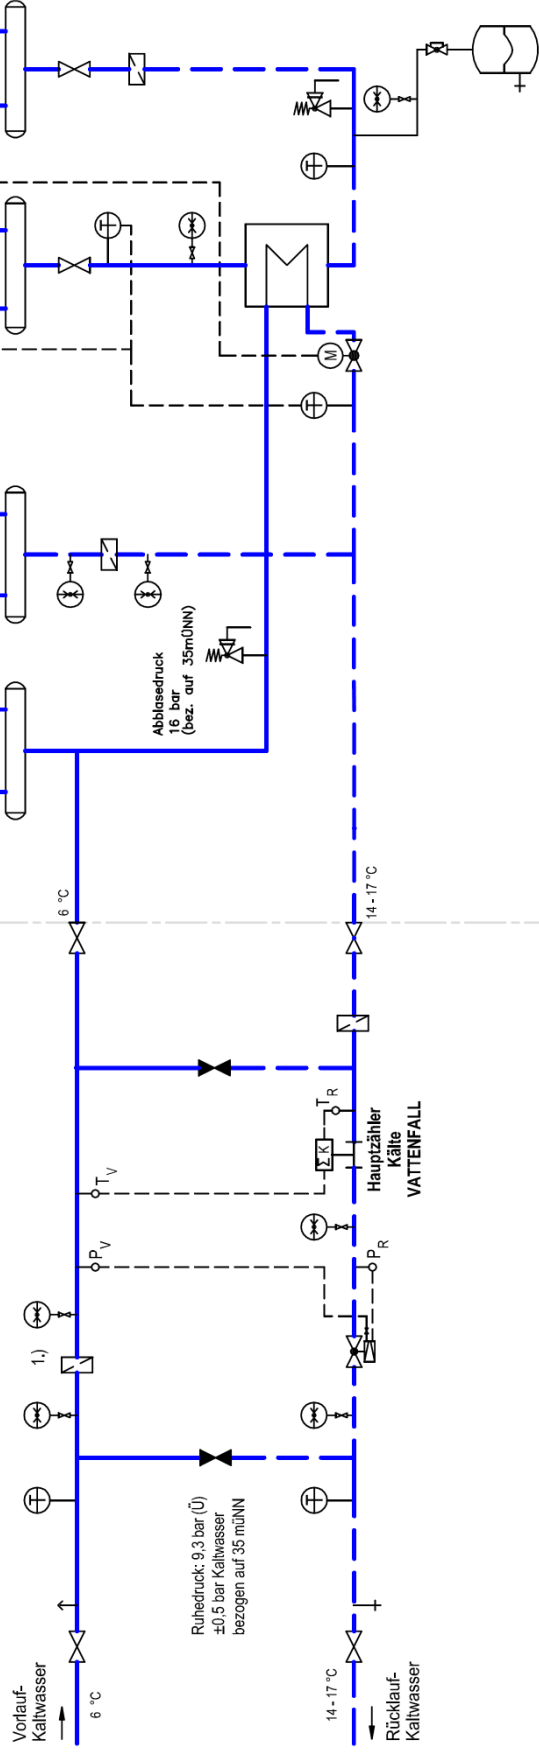 Abblasedruck
16 bar
(bez. auf 35mÜNN)
6 °C
14 - 17 °C
M
T
T
T
T R
Σ K
Hauptzähler
Kälte
VATTENFALL
T V
P V
P R
1.)
T
T
Ruhedruck: 9,3 bar (Ü)
±0,5 bar Kaltwasser
bezogen auf 35 müNN
Vorlauf-
Kaltwasser
6 °C
14 - 17 °C
Rücklauf-
Kaltwasser